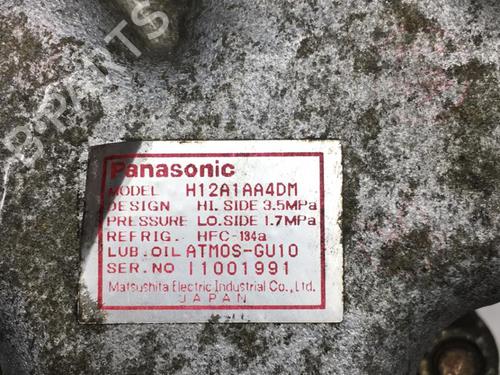 B-PARTS
Panasonic
MODEL H12A1AA4DM
DESIGN HI. SIDE 3.5MPa
PRESSURE LO. SIDE 1.7MPa
REFRIG. HFC-134a
LUB. OIL ATMOS-GU10
SER. NO 11001991
Matsushita Electric Industrial Co., Ltd.
JAPAN